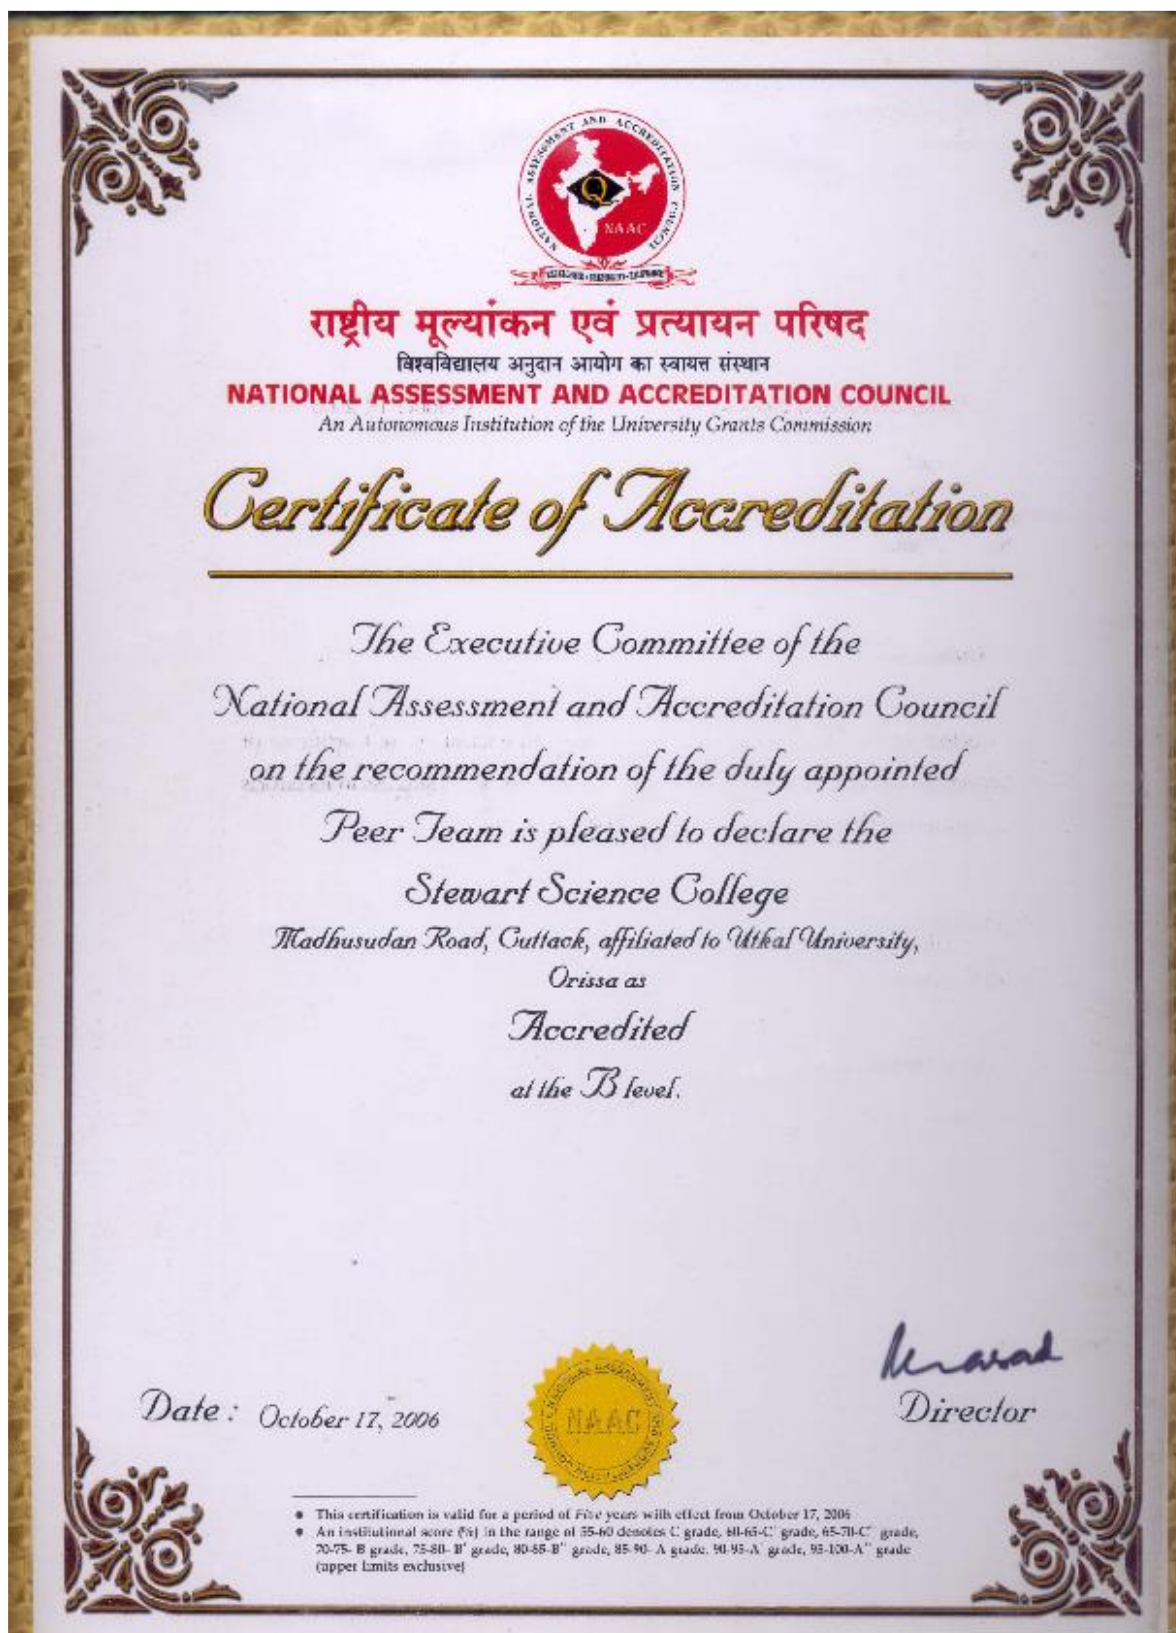 NATIONAL ASSESSMENT AND ACCREDITATION COUNCIL
Q
NAAC
राष्ट्रीय मूल्यांकन एवं प्रत्यायन परिषद
विश्वविद्यालय अनुदान आयोग का स्वायत्त संस्थान
NATIONAL ASSESSMENT AND ACCREDITATION COUNCIL
An Autonomous Institution of the University Grants Commission
Certificate of Accreditation
The Executive Committee of the
National Assessment and Accreditation Council
on the recommendation of the duly appointed
Peer Team is pleased to declare the
Stewart Science College
Madhusudan Road, Cuttack, affiliated to Utkal University,
Orissa as
Accredited
at the B level.
Date : October 17, 2006
NAAC
Director
• This certification is valid for a period of Five years with effect from October 17, 2006
• An institutional score (%) in the range of 55-60 denotes C grade, 60-65-C+ grade, 65-70-C++ grade,
70-75- B grade, 75-80- B+ grade, 80-85-B++ grade, 85-90- A grade, 90-95-A+ grade, 95-100-A++ grade
(upper limits exclusive)